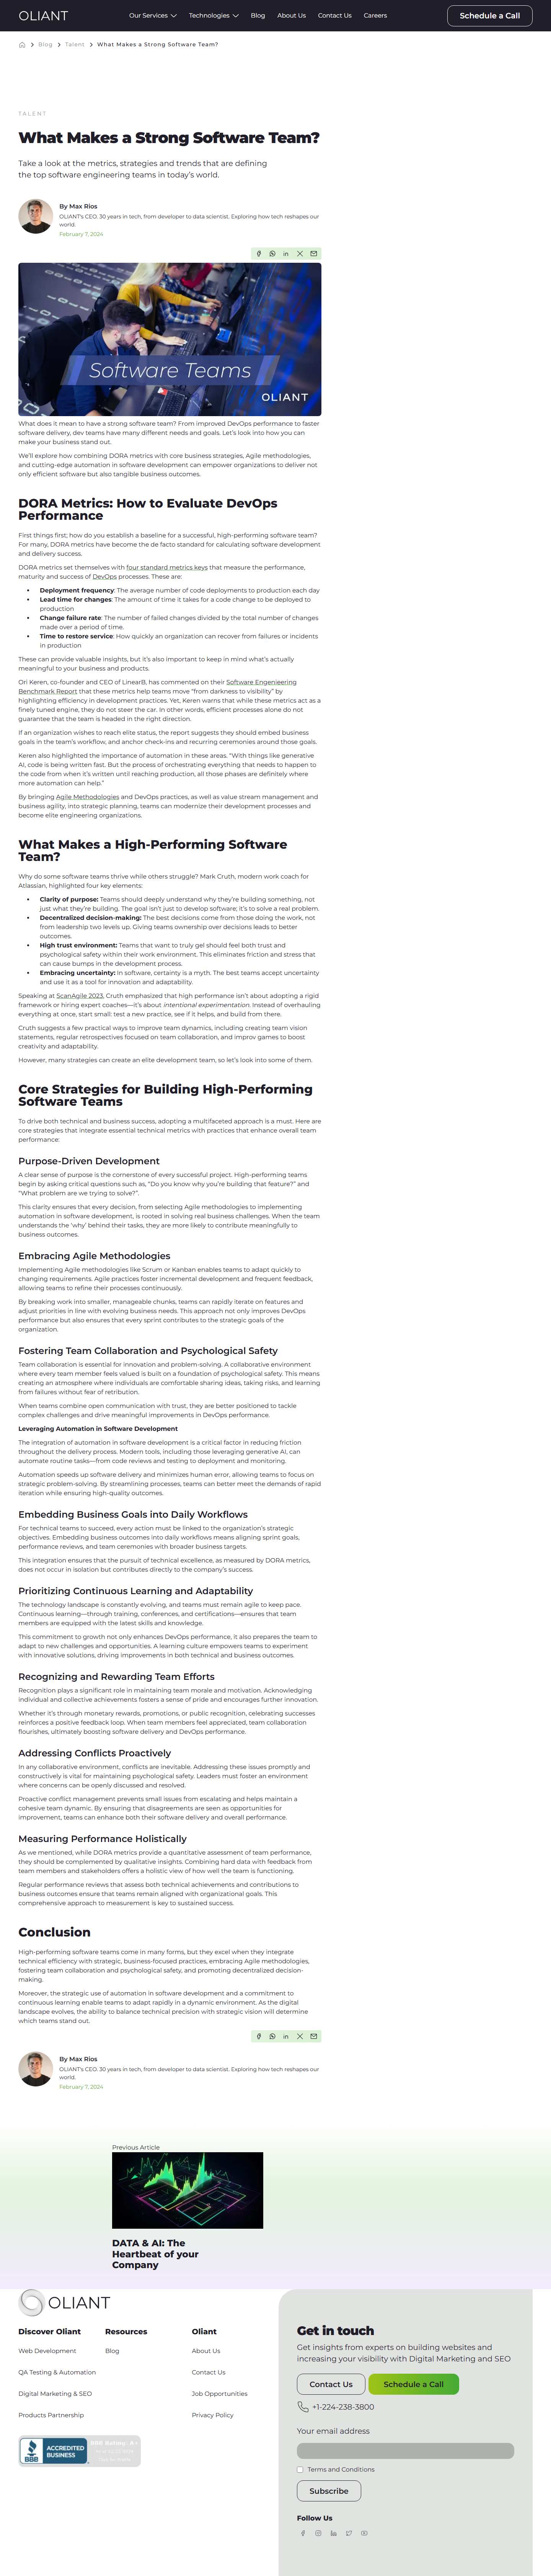 OLIANT
Our Services
Technologies
Blog
About Us
Contact Us
Careers
Schedule a Call
Blog
Talent
What Makes a Strong Software Team?
TALENT
What Makes a Strong Software Team?
Take a look at the metrics, strategies and trends that are defining
the top software engineering teams in today's world.
By Max Rios
OLIANT's CEO. 30 years in tech, from developer to data scientist. Exploring how tech reshapes our
world.
February 7, 2024
Software Teams
OLIANT
What does it mean to have a strong software team? From improved DevOps performance to faster
software delivery, dev teams have many different needs and goals. Let's look into how you can
make your business stand out.
We'll explore how combining DORA metrics with core business strategies, Agile methodologies,
and cutting-edge automation in software development can empower organizations to deliver not
only efficient software but also tangible business outcomes.
DORA Metrics: How to Evaluate DevOps
Performance
First things first; how do you establish a baseline for a successful, high-performing software team?
For many, DORA metrics have become the de facto standard for calculating software development
and delivery success.
DORA metrics set themselves with four standard metrics keys that measure the performance,
maturity and success of DevOps processes. These are:
• Deployment frequency: The average number of code deployments to production each day
• Lead time for changes: The amount of time it takes for a code change to be deployed to
production
• Change failure rate: The number of failed changes divided by the total number of changes
made over a period of time.
• Time to restore service: How quickly an organization can recover from failures or incidents
in production
These can provide valuable insights, but it's also important to keep in mind what's actually
meaningful to your business and products.
Ori Keren, co-founder and CEO of LinearB, has commented on their Software Engenieering
Benchmark Report that these metrics help teams move "from darkness to visibility" by
highlighting efficiency in development practices. Yet, Keren warns that while these metrics act as a
finely tuned engine, they do not steer the car. In other words, efficient processes alone do not
guarantee that the team is headed in the right direction.
If an organization wishes to reach elite status, the report suggests they should embed business
goals in the team's workflow, and anchor check-ins and recurring ceremonies around those goals.
Keren also highlighted the importance of automation in these areas. "With things like generative
AI, code is being written fast. But the process of orchestrating everything that needs to happen to
the code from when it's written until reaching production, all those phases are definitely where
more automation can help."
By bringing Agile Methodologies and DevOps practices, as well as value stream management and
business agility, into strategic planning, teams can modernize their development processes and
become elite engineering organizations.
What Makes a High-Performing Software
Team?
Why do some software teams thrive while others struggle? Mark Cruth, modern work coach for
Atlassian, highlighted four key elements:
• Clarity of purpose: Teams should deeply understand why they're building something, not
just what they're building. The goal isn't just to develop software; it's to solve a real problem.
• Decentralized decision-making: The best decisions come from those doing the work, not
from leadership two levels up. Giving teams ownership over decisions leads to better
outcomes.
• High trust environment: Teams that want to truly gel should feel both trust and
psychological safety within their work environment. This eliminates friction and stress that
can cause bumps in the development process.
• Embracing uncertainty: In software, certainty is a myth. The best teams accept uncertainty
and use it as a tool for innovation and adaptability.
Speaking at ScanAgile 2023, Cruth emphasized that high performance isn't about adopting a rigid
framework or hiring expert coaches—it's about intentional experimentation. Instead of overhauling
everything at once, start small: test a new practice, see if it helps, and build from there.
Cruth suggests a few practical ways to improve team dynamics, including creating team vision
statements, regular retrospectives focused on team collaboration, and improv games to boost
creativity and adaptability.
However, many strategies can create an elite development team, so let's look into some of them.
Core Strategies for Building High-Performing
Software Teams
To drive both technical and business success, adopting a multifaceted approach is a must. Here are
core strategies that integrate essential technical metrics with practices that enhance overall team
performance:
Purpose-Driven Development
A clear sense of purpose is the cornerstone of every successful project. High-performing teams
begin by asking critical questions such as, "Do you know why you're building that feature?" and
"What problem are we trying to solve?".
This clarity ensures that every decision, from selecting Agile methodologies to implementing
automation in software development, is rooted in solving real business challenges. When the team
understands the 'why' behind their tasks, they are more likely to contribute meaningfully to
business outcomes.
Embracing Agile Methodologies
Implementing Agile methodologies like Scrum or Kanban enables teams to adapt quickly to
changing requirements. Agile practices foster incremental development and frequent feedback,
allowing teams to refine their processes continuously.
By breaking work into smaller, manageable chunks, teams can rapidly iterate on features and
adjust priorities in line with evolving business needs. This approach not only improves DevOps
performance but also ensures that every sprint contributes to the strategic goals of the
organization.
Fostering Team Collaboration and Psychological Safety
Team collaboration is essential for innovation and problem-solving. A collaborative environment
where every team member feels valued is built on a foundation of psychological safety. This means
creating an atmosphere where individuals are comfortable sharing ideas, taking risks, and learning
from failures without fear of retribution.
When teams combine open communication with trust, they are better positioned to tackle
complex challenges and drive meaningful improvements in DevOps performance.
Leveraging Automation in Software Development
The integration of automation in software development is a critical factor in reducing friction
throughout the delivery process. Modern tools, including those leveraging generative AI, can
automate routine tasks—from code reviews and testing to deployment and monitoring.
Automation speeds up software delivery and minimizes human error, allowing teams to focus on
strategic problem-solving. By streamlining processes, teams can better meet the demands of rapid
iteration while ensuring high-quality outcomes.
Embedding Business Goals into Daily Workflows
For technical teams to succeed, every action must be linked to the organization's strategic
objectives. Embedding business outcomes into daily workflows means aligning sprint goals,
performance reviews, and team ceremonies with broader business targets.
This integration ensures that the pursuit of technical excellence, as measured by DORA metrics,
does not occur in isolation but contributes directly to the company's success.
Prioritizing Continuous Learning and Adaptability
The technology landscape is constantly evolving, and teams must remain agile to keep pace.
Continuous learning—through training, conferences, and certifications—ensures that team
members are equipped with the latest skills and knowledge.
This commitment to growth not only enhances DevOps performance, it also prepares the team to
adapt to new challenges and opportunities. A learning culture empowers teams to experiment
with innovative solutions, driving improvements in both technical and business outcomes.
Recognizing and Rewarding Team Efforts
Recognition plays a significant role in maintaining team morale and motivation. Acknowledging
individual and collective achievements fosters a sense of pride and encourages further innovation.
Whether it's through monetary rewards, promotions, or public recognition, celebrating successes
reinforces a positive feedback loop. When team members feel appreciated, team collaboration
flourishes, ultimately boosting software delivery and DevOps performance.
Addressing Conflicts Proactively
In any collaborative environment, conflicts are inevitable. Addressing these issues promptly and
constructively is vital for maintaining psychological safety. Leaders must foster an environment
where concerns can be openly discussed and resolved.
Proactive conflict management prevents small issues from escalating and helps maintain a
cohesive team dynamic. By ensuring that disagreements are seen as opportunities for
improvement, teams can enhance both their software delivery and overall performance.
Measuring Performance Holistically
As we mentioned, while DORA metrics provide a quantitative assessment of team performance,
they should be complemented by qualitative insights. Combining hard data with feedback from
team members and stakeholders offers a holistic view of how well the team is functioning.
Regular performance reviews that assess both technical achievements and contributions to
business outcomes ensure that teams remain aligned with organizational goals. This
comprehensive approach to measurement is key to sustained success.
Conclusion
High-performing software teams come in many forms, but they excel when they integrate
technical efficiency with strategic, business-focused practices, embracing Agile methodologies,
fostering team collaboration and psychological safety, and promoting decentralized decision-
making.
Moreover, the strategic use of automation in software development and a commitment to
continuous learning enable teams to adapt rapidly in a dynamic environment. As the digital
landscape evolves, the ability to balance technical precision with strategic vision will determine
which teams stand out.
By Max Rios
OLIANT's CEO. 30 years in tech, from developer to data scientist. Exploring how tech reshapes our
world.
February 7, 2024
Previous Article
DATA & AI: The
Heartbeat of your
Company
OLIANT
Discover Oliant
Web Development
QA Testing & Automation
Digital Marketing & SEO
Products Partnership
Resources
Blog
Oliant
About Us
Contact Us
Job Opportunities
Privacy Policy
BBB
ACCREDITED
BUSINESS
BBB Rating: A+
Get in touch
Get insights from experts on building websites and
increasing your visibility with Digital Marketing and SEO
Contact Us
Schedule a Call
+1-224-238-3800
Your email address
Terms and Conditions
Subscribe
Follow Us